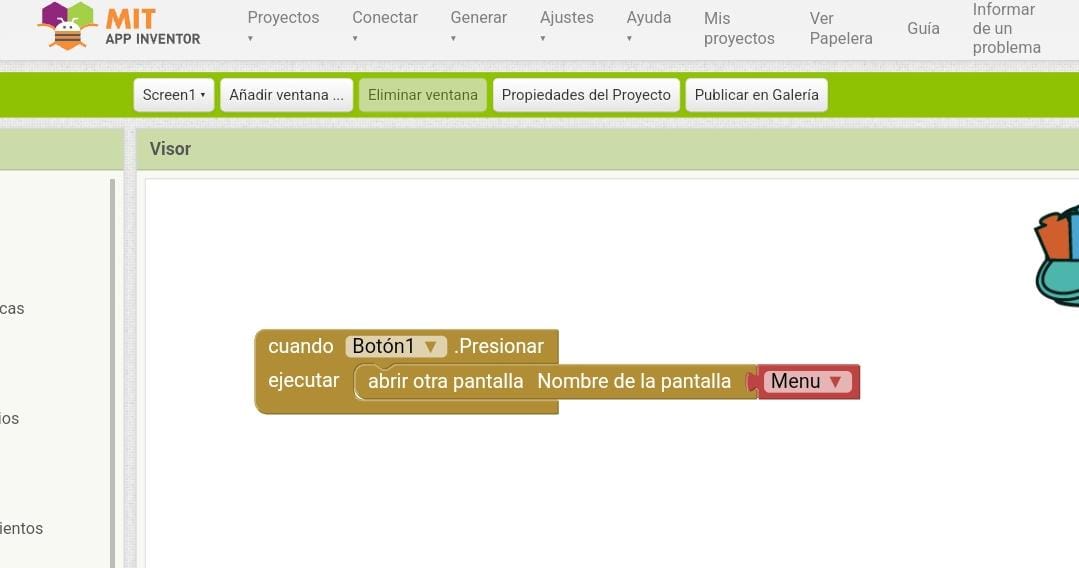 MIT
APP INVENTOR
Proyectos
Conectar
Generar
Ajustes
Ayuda
Mis
proyectos
Ver
Papelera
Guía
Informar
de un
problema
Screen1
Añadir ventana ...
Eliminar ventana
Propiedades del Proyecto
Publicar en Galería
Visor
cas
ios
ientos
cuando Botón1 .Presionar
ejecutar abrir otra pantalla Nombre de la pantalla Menu